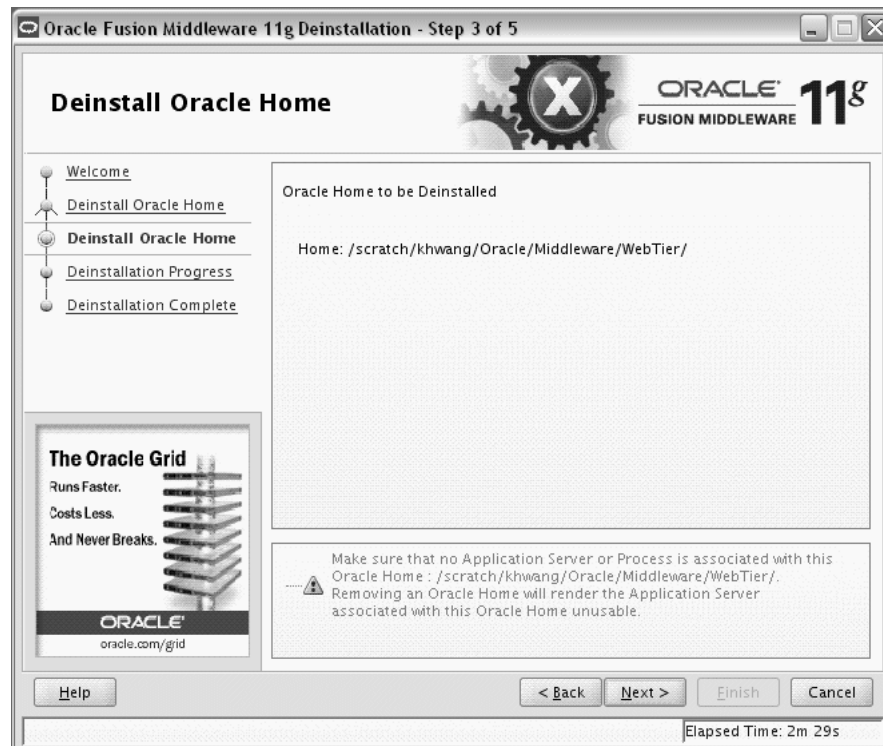 Oracle Fusion Middleware 11g Deinstallation - Step 3 of 5
Deinstall Oracle Home
ORACLE
FUSION MIDDLEWARE
11g
Welcome
Deinstall Oracle Home
Deinstall Oracle Home
Deinstallation Progress
Deinstallation Complete
Oracle Home to be Deinstalled
Home: /scratch/khwang/Oracle/Middleware/WebTier/
The Oracle Grid
Runs Faster.
Costs Less.
And Never Breaks.
ORACLE
oracle.com/grid
Make sure that no Application Server or Process is associated with this
Oracle Home : /scratch/khwang/Oracle/Middleware/WebTier/.
Removing an Oracle Home will render the Application Server
associated with this Oracle Home unusable.
Help
< Back
Next >
Finish
Cancel
Elapsed Time: 2m 29s